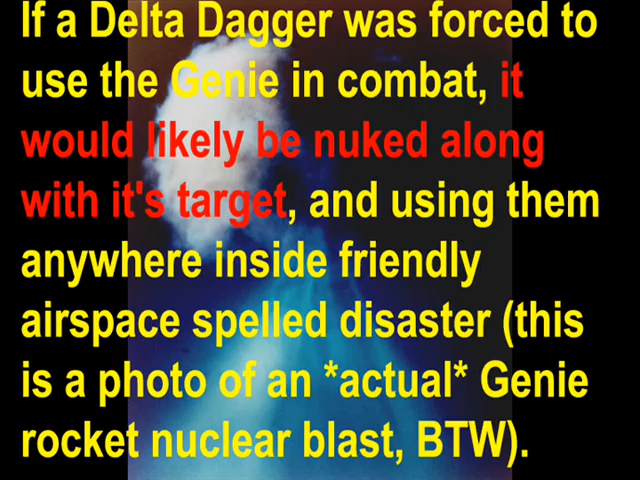 If a Delta Dagger was forced to
use the Genie in combat, it
would likely be nuked along
with it's target, and using them
anywhere inside friendly
airspace spelled disaster (this
is a photo of an *actual* Genie
rocket nuclear blast, BTW).